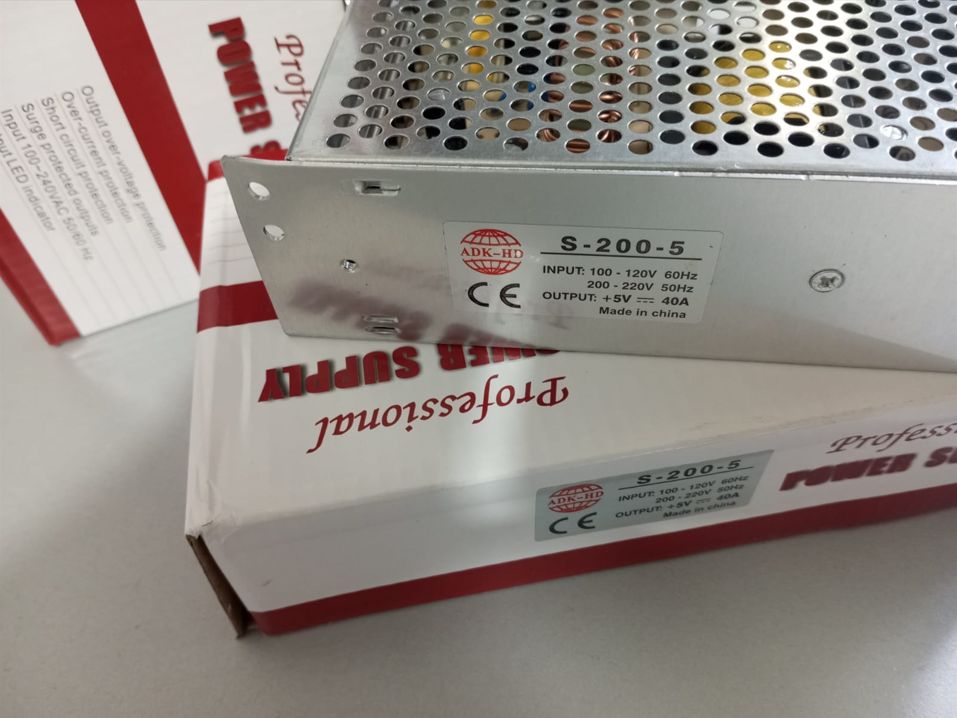 Professional
POWER S
Output over-voltage protection
Over-current protection
Short circuit protection
Surge protected outputs
Input 100~240VAC 50/60 Hz
Input LED indicator
ADK-HD
CE
S-200-5
INPUT: 100 - 120V 60Hz
200 - 220V 50Hz
OUTPUT: +5V ⎓ 40A
Made in china
POWER SUPPLY
Professional
ADK-HD
CE
S-200-5
INPUT: 100 - 120V 60Hz
200 - 220V 50Hz
OUTPUT: +5V ⎓ 40A
Made in china
Profess
POWER SU